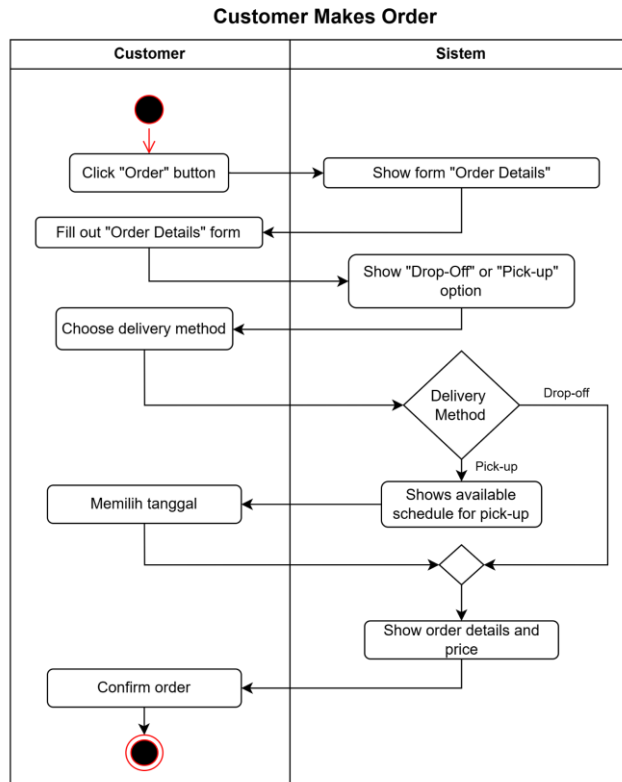 Customer Makes Order
Customer
Sistem
Click "Order" button
Show form "Order Details"
Fill out "Order Details" form
Show "Drop-Off" or "Pick-up"
option
Choose delivery method
Delivery
Method
Drop-off
Pick-up
Memilih tanggal
Shows available
schedule for pick-up
Show order details and
price
Confirm order